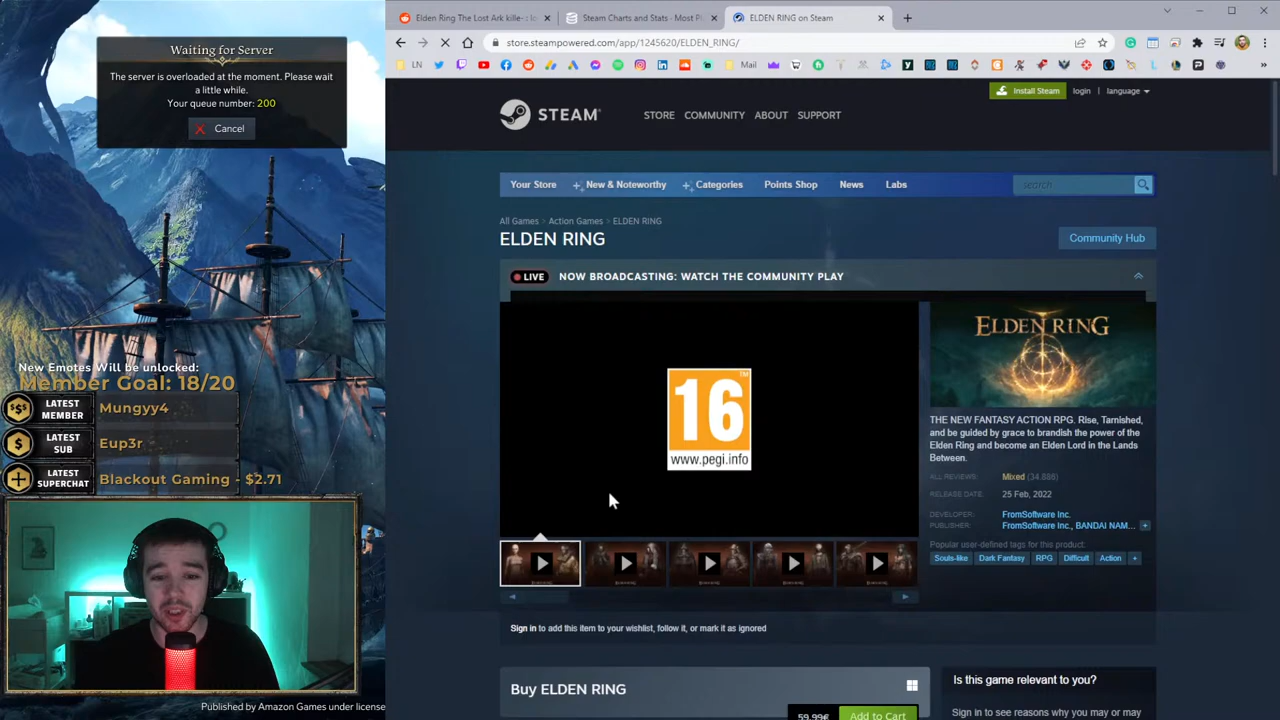 Waiting for Server
The server is overloaded at the moment. Please wait
a little while.
Your queue number: 200
Cancel
New Emotes Will be unlocked:
Member Goal: 18/20
LATEST
MEMBER
Mungyy4
LATEST
SUB
Eup3r
LATEST
SUPERCHAT
Blackout Gaming - $2.71
Published by Amazon Games under license
Elden Ring The Lost Ark killer
Steam Charts and Stats - Most
ELDEN RING on Steam
store.steampowered.com/app/1245620/ELDEN_RING/
LN
Mail
Install Steam
login
language
STEAM
STORE COMMUNITY ABOUT SUPPORT
Your Store New & Noteworthy Categories Points Shop News Labs
search
All Games > Action Games > ELDEN RING
ELDEN RING
Community Hub
LIVE
NOW BROADCASTING: WATCH THE COMMUNITY PLAY
16
www.pegi.info
ELDEN RING
THE NEW FANTASY ACTION RPG. Rise, Tarnished,
and be guided by grace to brandish the power of the
Elden Ring and become an Elden Lord in the Lands
Between.
ALL REVIEWS: Mixed (34,886)
RELEASE DATE: 25 Feb, 2022
DEVELOPER: FromSoftware Inc.
PUBLISHER: FromSoftware Inc., BANDAI NAM... +
Popular user-defined tags for this product:
Souls-like Dark Fantasy RPG Difficult Action +
Sign in to add this item to your wishlist, follow it, or mark it as ignored
Buy ELDEN RING
59,99€
Add to Cart
Is this game relevant to you?
Sign in to see reasons why you may or may